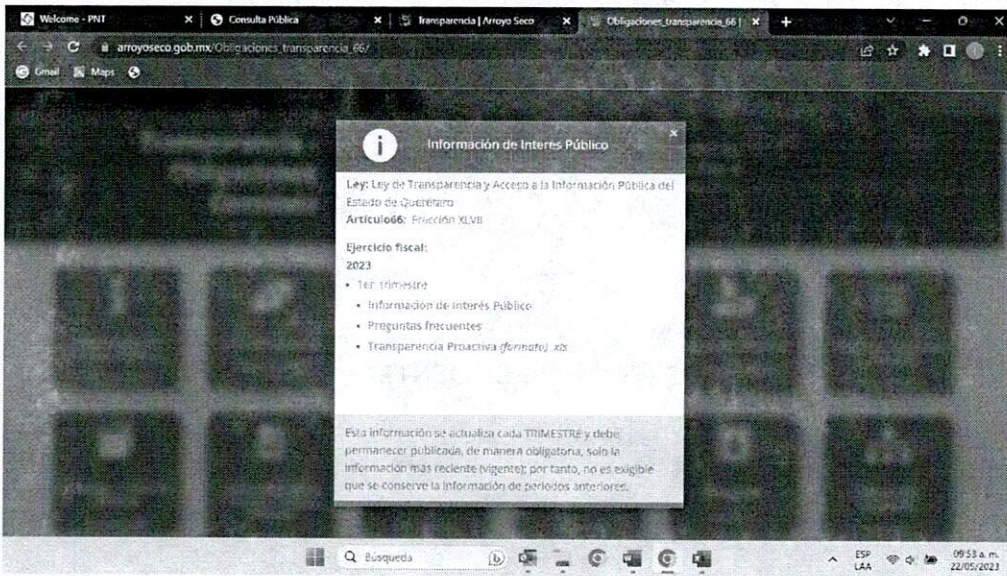 Welcome - PNT
Consulta Pública
Transparencia | Arroyo Seco
Obligaciones_transparencia_66 |
arroyoseco.gob.mx/Obligaciones_transparencia_66/
Gmail
Maps
Información de Interes Público
Ley: Ley de Transparencia y Acceso a la Información Pública del
Estado de Querétaro
Artículo66: Fracción XLVII
Ejercicio fiscal:
2023
• 1er trimestre
• Información de Interés Público
• Preguntas frecuentes
• Transparencia Proactiva (formato) .xls
Esta información se actualiza cada TRIMESTRE y debe
permanecer publicada, de manera obligatoria, solo la
información más reciente (vigente); por tanto, no es exigible
que se conserve la información de periodos anteriores.
Búsqueda
ESP
LAA
09:53 a. m.
22/05/2023